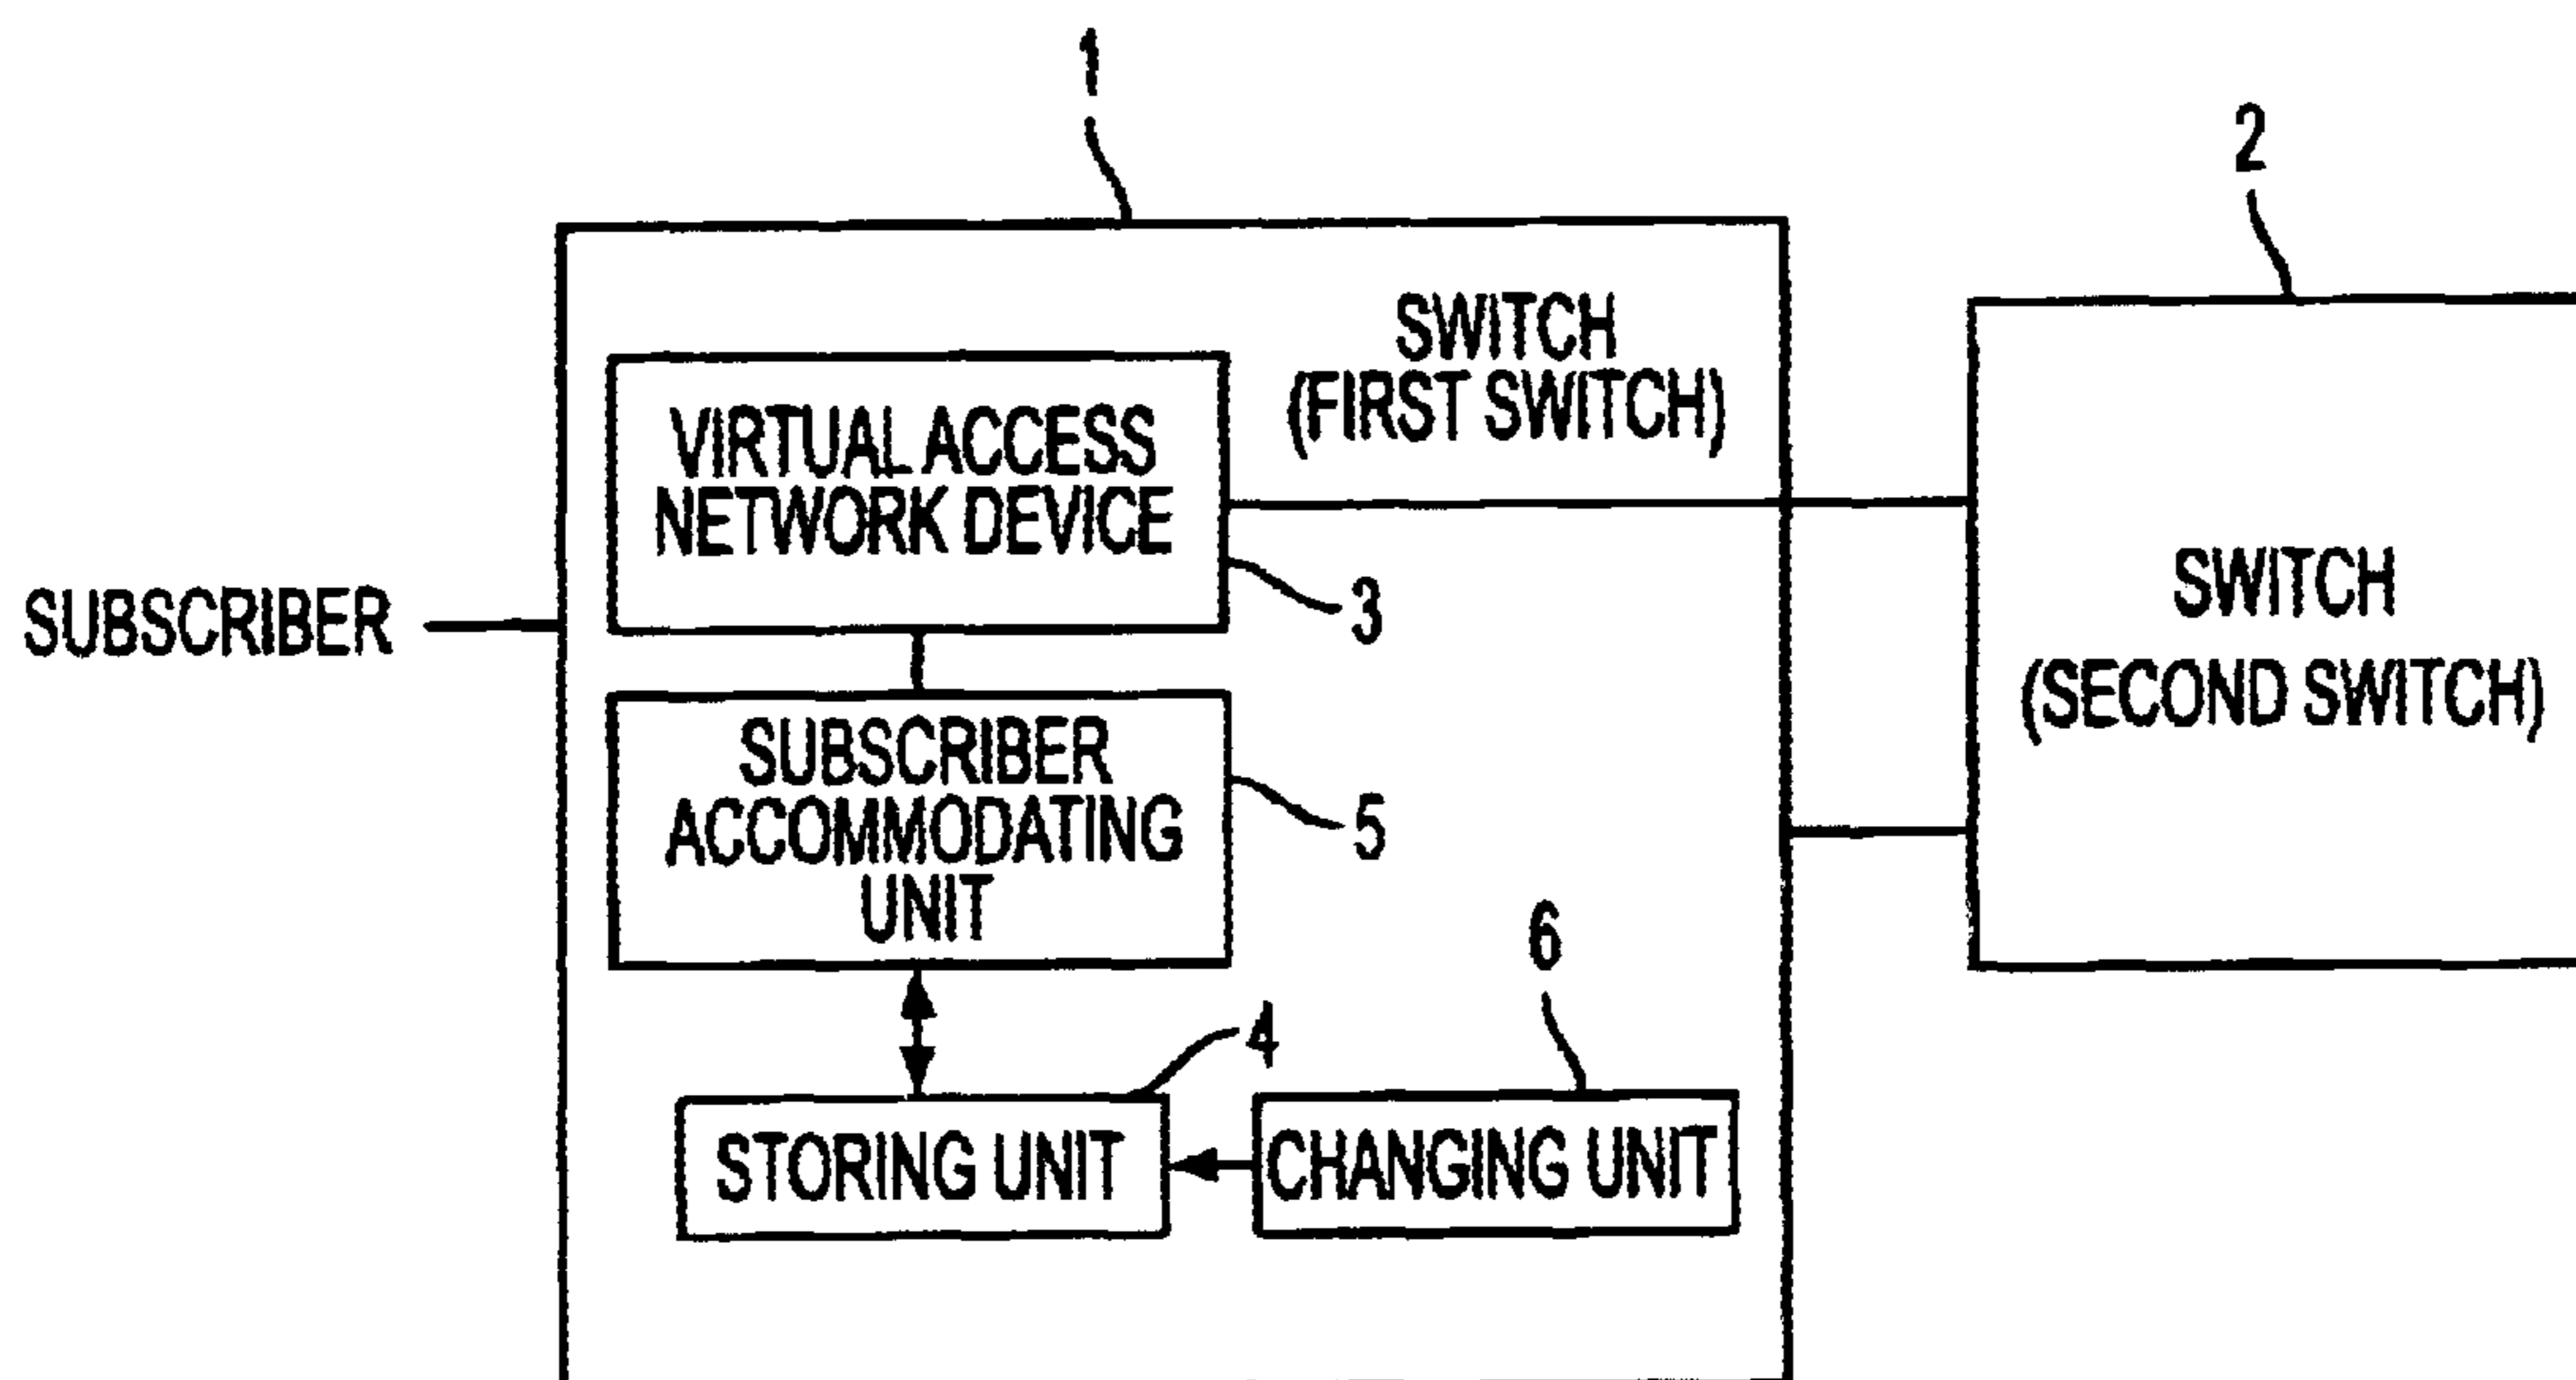 1
2
SWITCH
(FIRST SWITCH)
VIRTUAL ACCESS
NETWORK DEVICE
3
SUBSCRIBER
SWITCH
(SECOND SWITCH)
SUBSCRIBER
ACCOMMODATING
UNIT
5
6
4
STORING UNIT
CHANGING UNIT